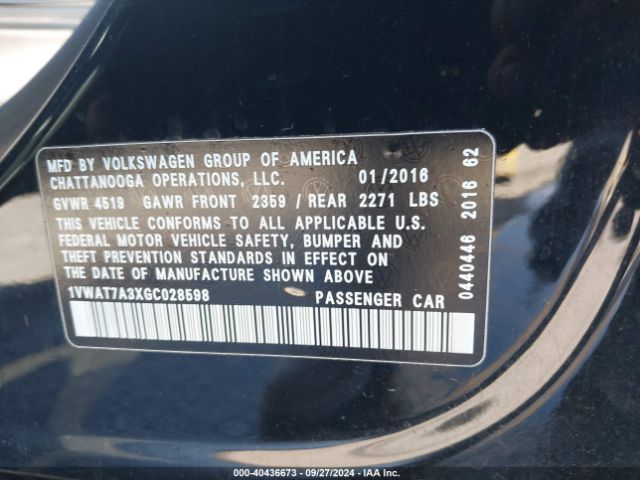 MFD BY VOLKSWAGEN GROUP OF AMERICA
CHATTANOOGA OPERATIONS, LLC. 01/2016
GVWR 4519 GAWR FRONT 2359 / REAR 2271 LBS
THIS VEHICLE CONFORMS TO ALL APPLICABLE U.S.
FEDERAL MOTOR VEHICLE SAFETY, BUMPER AND
THEFT PREVENTION STANDARDS IN EFFECT ON
THE DATE OF MANUFACTURE SHOWN ABOVE
1VWAT7A3XGC028598 PASSENGER CAR
0440446 2016 62
000-40436673 - 09/27/2024 - IAA Inc.